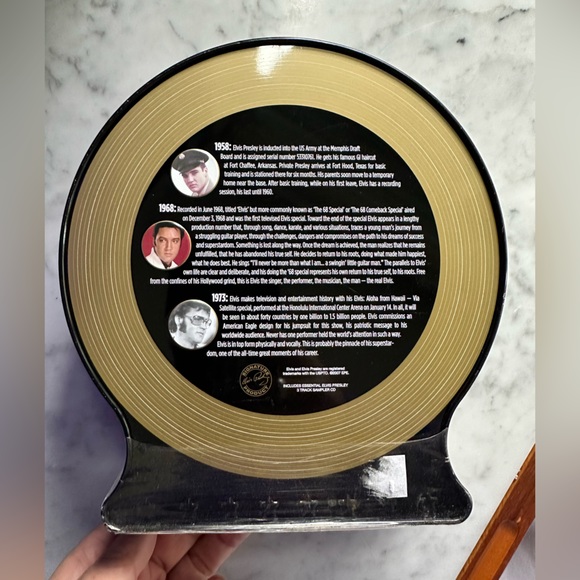 1958: Elvis Presley is inducted into the US Army at the Memphis Draft
Board and is assigned serial number 53310761. He gets his famous GI haircut
at Fort Chaffee, Arkansas. Private Presley arrives at Fort Hood, Texas for basic
training and is stationed there for six months. His parents soon move to a temporary
home near the base. After basic training, while on his first leave, Elvis has a recording
session, his last until 1960.
1968: Recorded in June 1968, titled 'Elvis' but more commonly known as 'The 68 Special' or 'The 68 Comeback Special' aired
on December 3, 1968 and was the first televised Elvis special. Toward the end of the special Elvis appears in a lengthy
production number that, through song, dance, karate, and various situations, traces a young man's journey from
a struggling guitar player, through the challenges, dangers and compromises on the path to his dreams of success
and superstardom. Something is lost along the way. Once the dream is achieved, the man realizes that he remains
unfulfilled, that he has abandoned his true self. He decides to return to his roots, doing what made him happiest,
what he does best. He sings "I'll never be more than what I am... a swingin' little guitar man." The parallels to Elvis'
own life are clear and deliberate, and his doing the '68 special represents his own return to his true self, to his roots. Free
from the confines of his Hollywood grind, this is Elvis the singer, the performer, the musician, the man — the real Elvis.
1973: Elvis makes television and entertainment history with his Elvis: Aloha from Hawaii — Via
Satellite special, performed at the Honolulu International Center Arena on January 14. In all, it will
be seen in about forty countries by one billion to 1.5 billion people. Elvis commissions an
American Eagle design for his jumpsuit for this show, his patriotic message to his
worldwide audience. Never has one performer held the world's attention in such a way.
Elvis is in top form physically and vocally. This is probably the pinnacle of his superstar-
dom, one of the all-time great moments of his career.
SIGNATURE
Elvis Presley
PRODUCT
Elvis and Elvis Presley are registered
trademarks with the USPTO. ©2007 EPE.
INCLUDES ESSENTIAL ELVIS PRESLEY
3 TRACK SAMPLER CD